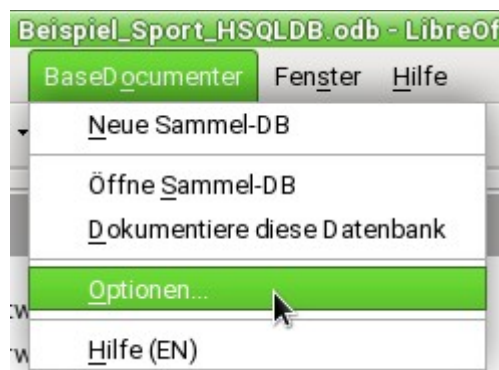 Beispiel_Sport_HSQLDB.odb - LibreOf
BaseDocumenter Fenster Hilfe
Neue Sammel-DB
Öffne Sammel-DB
Dokumentiere diese Datenbank
Optionen...
Hilfe (EN)